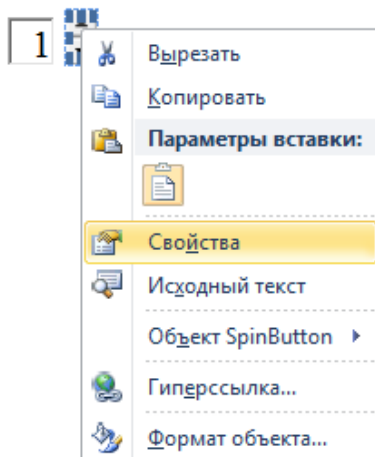 1
Вырезать
Копировать
Параметры вставки:
Свойства
Исходный текст
Объект SpinButton
Гиперссылка...
Формат объекта...